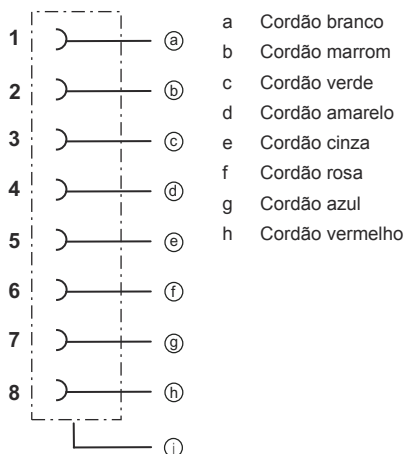 1 a
2 b
3 c
4 d
5 e
6 f
7 g
8 h
i
a Cordão branco
b Cordão marrom
c Cordão verde
d Cordão amarelo
e Cordão cinza
f Cordão rosa
g Cordão azul
h Cordão vermelho